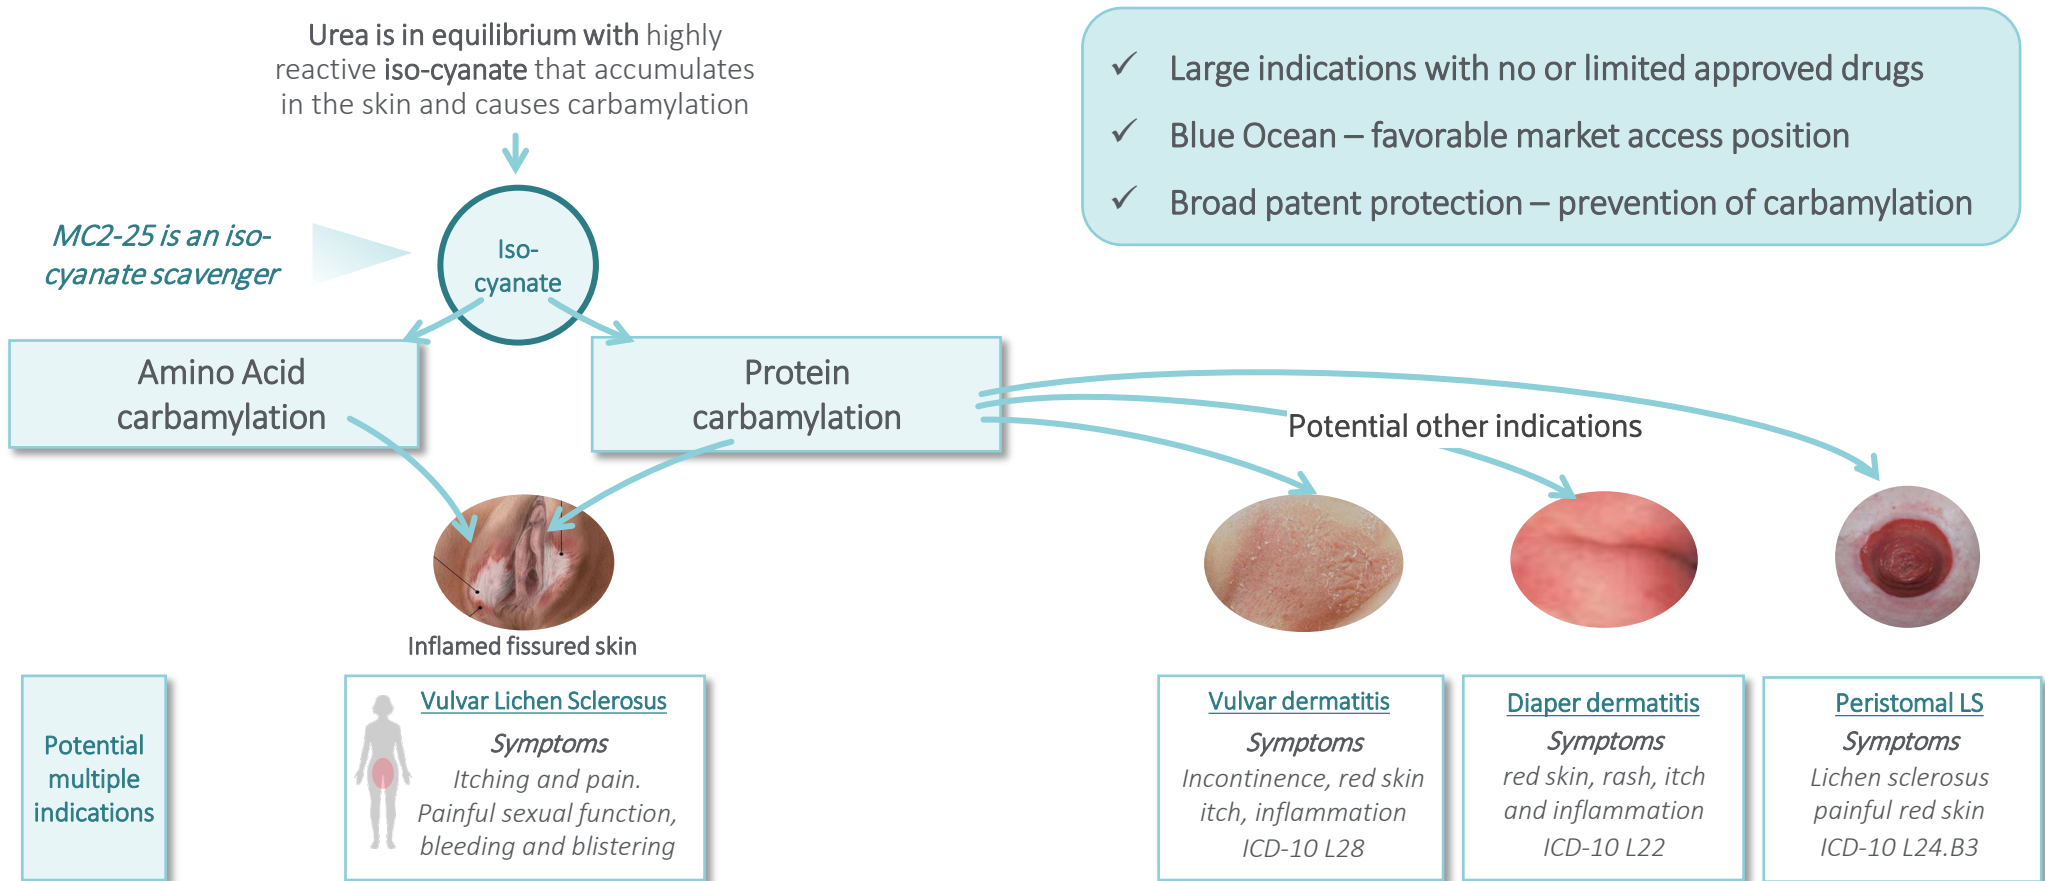 Urea is in equilibrium with highly
reactive iso-cyanate that accumulates
in the skin and causes carbamylation
✓ Large indications with no or limited approved drugs
✓ Blue Ocean – favorable market access position
✓ Broad patent protection – prevention of carbamylation
MC2-25 is an iso-
cyanate scavenger
Iso-
cyanate
Amino Acid
carbamylation
Protein
carbamylation
Potential other indications
Inflamed fissured skin
Potential
multiple
indications
Vulvar Lichen Sclerosus
Symptoms
Itching and pain.
Painful sexual function,
bleeding and blistering
Vulvar dermatitis
Symptoms
Incontinence, red skin
itch, inflammation
ICD-10 L28
Diaper dermatitis
Symptoms
red skin, rash, itch
and inflammation
ICD-10 L22
Peristomal LS
Symptoms
Lichen sclerosus
painful red skin
ICD-10 L24.B3